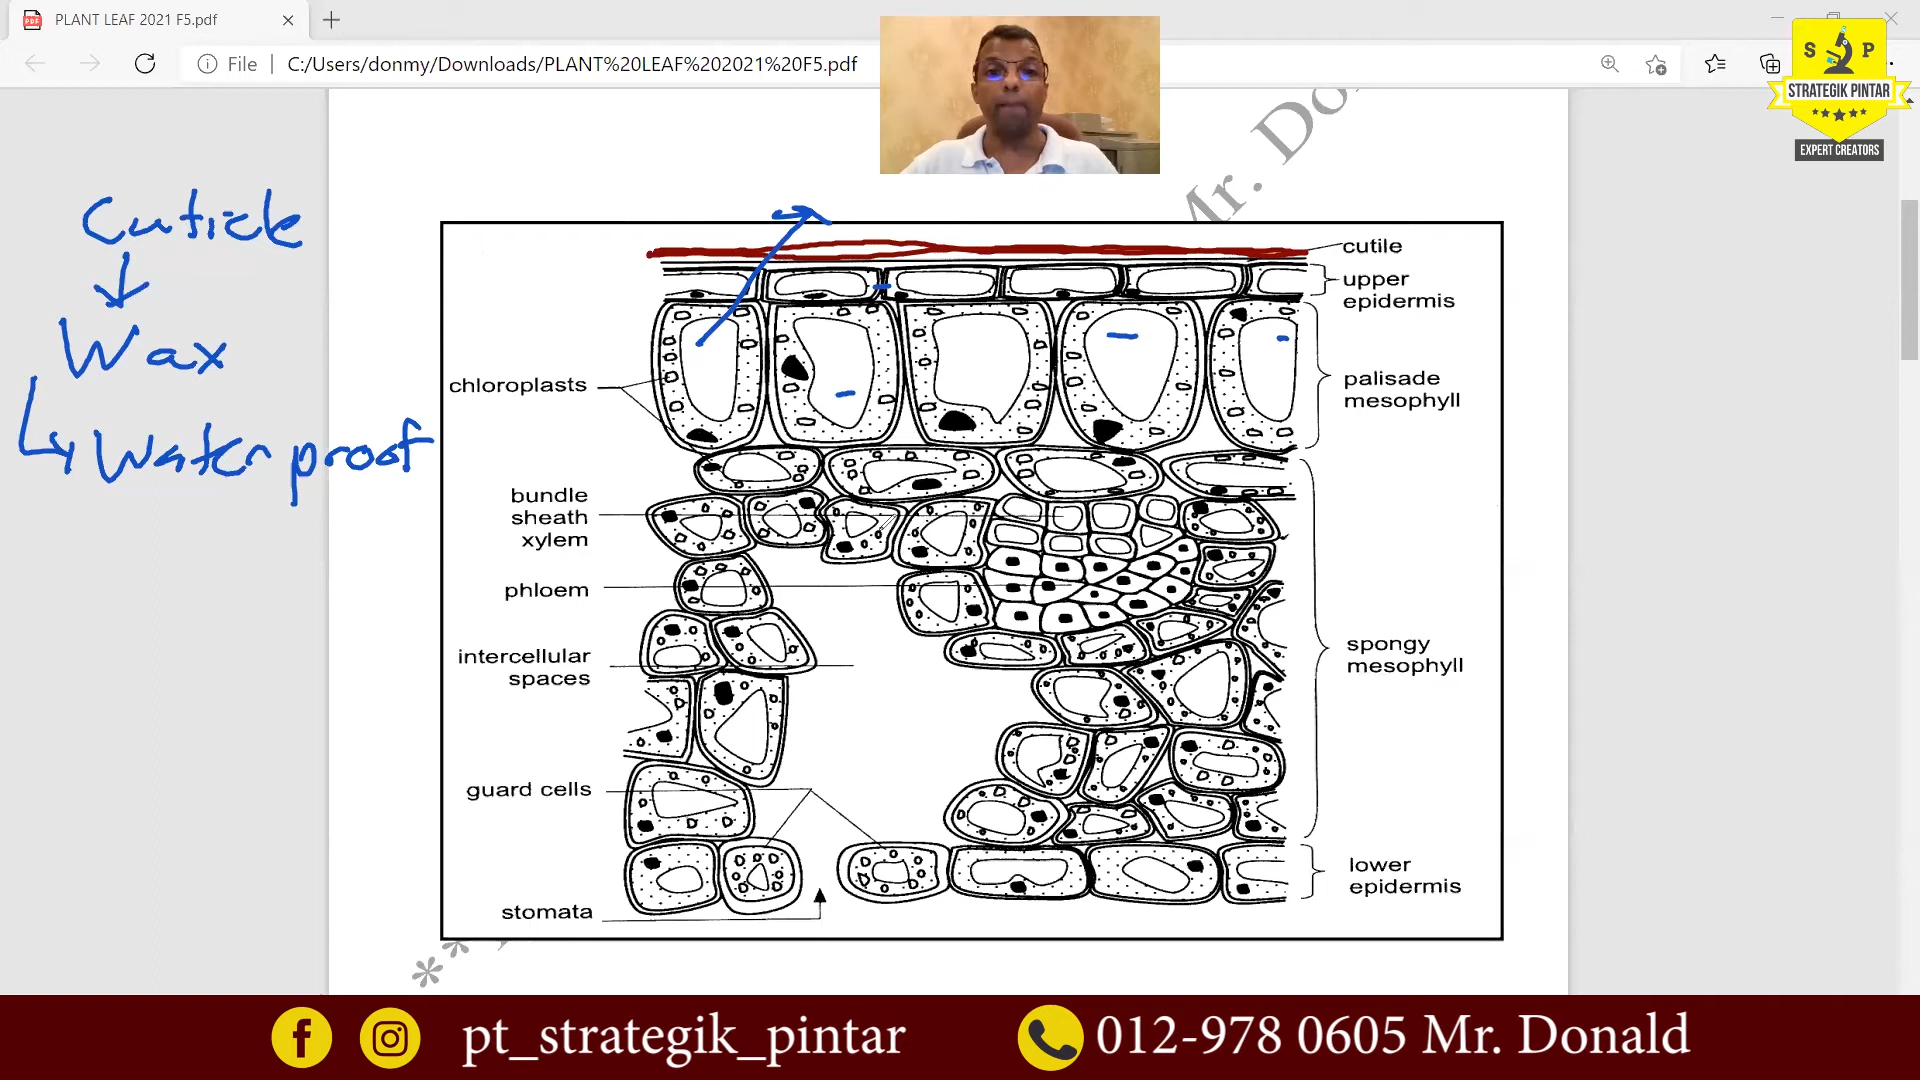 PLANT LEAF 2021 F5.pdf
File
C:/Users/donmy/Downloads/PLANT%20LEAF%202021%20F5.pdf
S P
STRATEGIK PINTAR
EXPERT CREATORS
Mr. Do
Cuticle
Wax
Water proof
cutile
upper
epidermis
chloroplasts
palisade
mesophyll
bundle
sheath
xylem
phloem
intercellular
spaces
spongy
mesophyll
guard cells
lower
epidermis
stomata
**
pt_strategik_pintar
012-978 0605 Mr. Donald